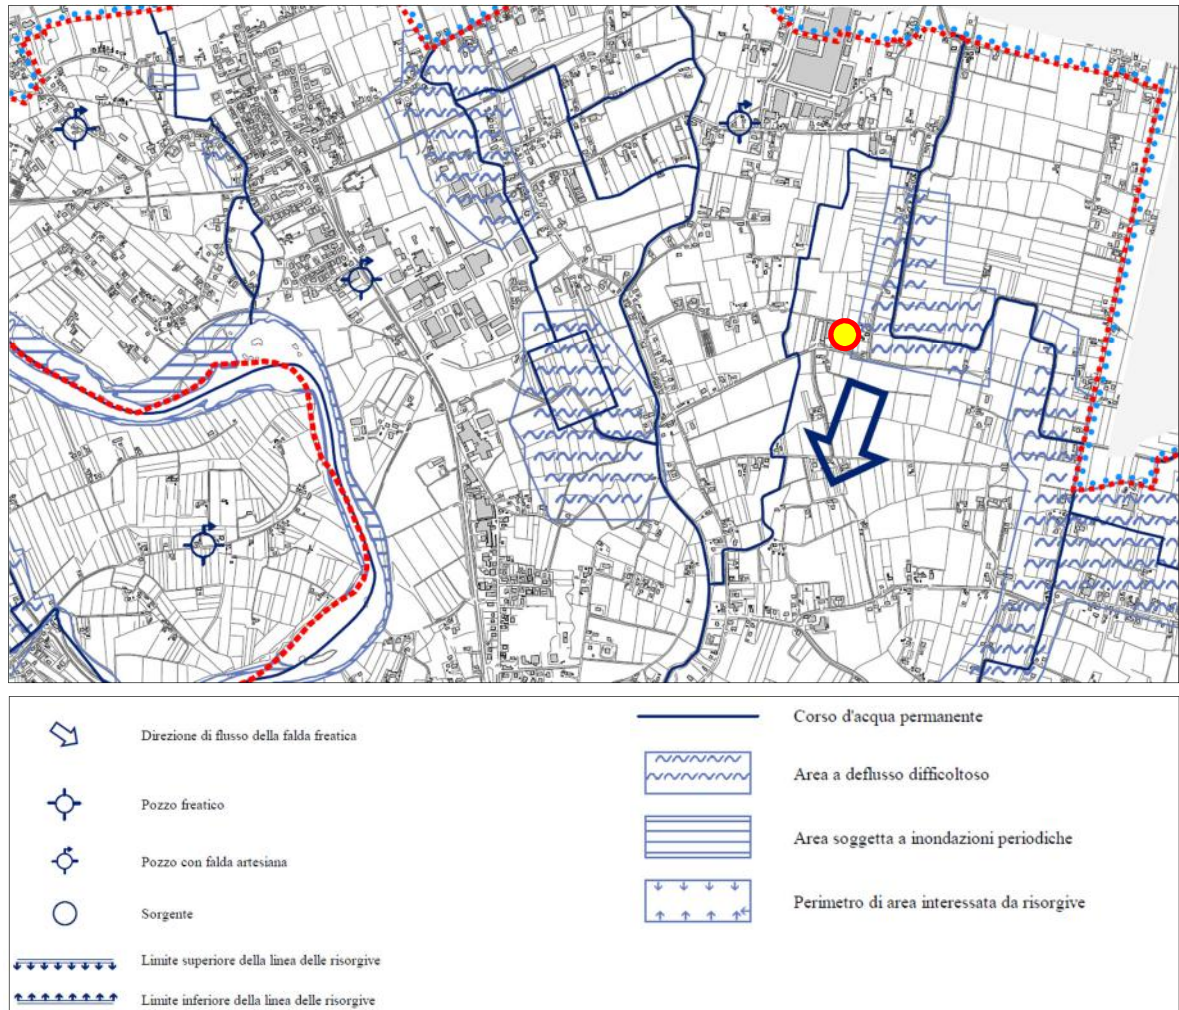 Direzione di flusso della falda freatica
Pozzo freatico
Pozzo con falda artesiana
Sorgente
Limite superiore della linea delle risorgive
Limite inferiore della linea delle risorgive
Corso d'acqua permanente
Area a deflusso difficoltoso
Area soggetta a inondazioni periodiche
Perimetro di area interessata da risorgive